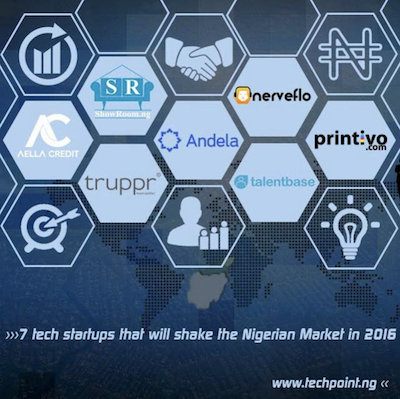 SR
ShowRoom.ng
nerveflo
AC
AELLA CREDIT
Andela
printivo
.com
truppr
talentbase
›››7 tech startups that will shake the Nigerian Market in 2016
www.techpoint.ng ‹‹